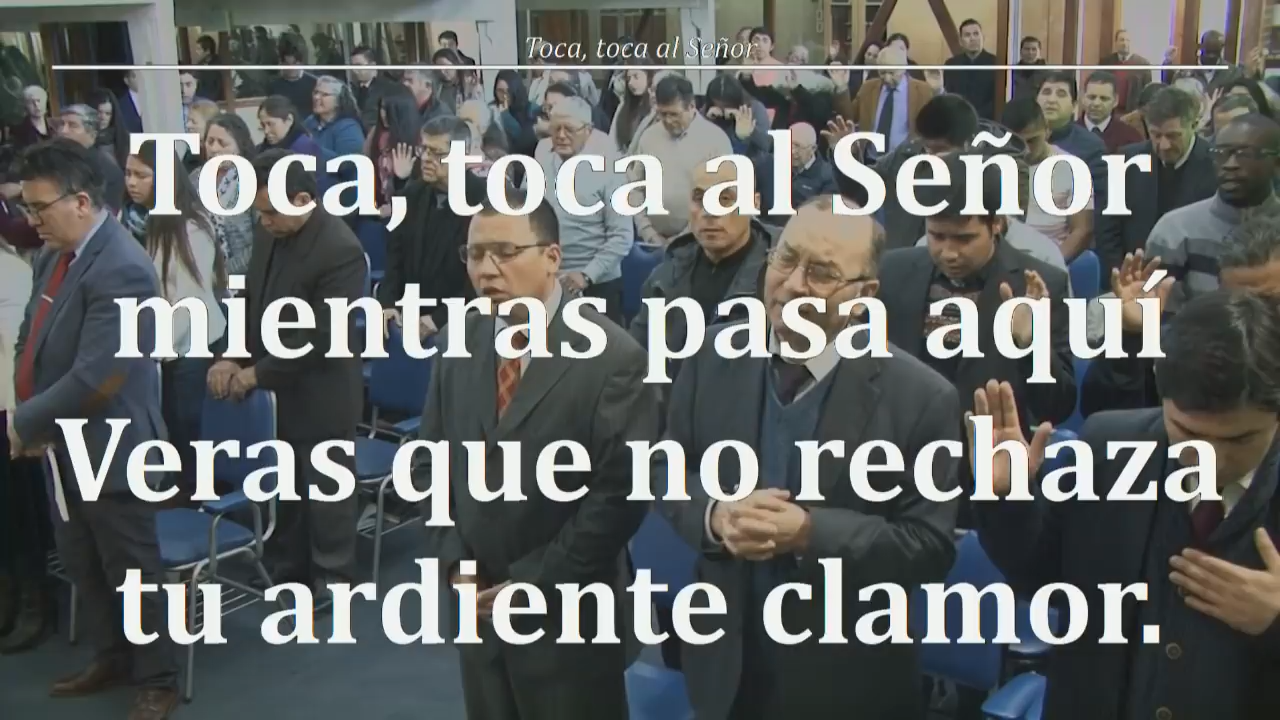 Toca, toca al Señor
Toca, toca al Señor
mientras pasa aquí
Veras que no rechaza
tu ardiente clamor.